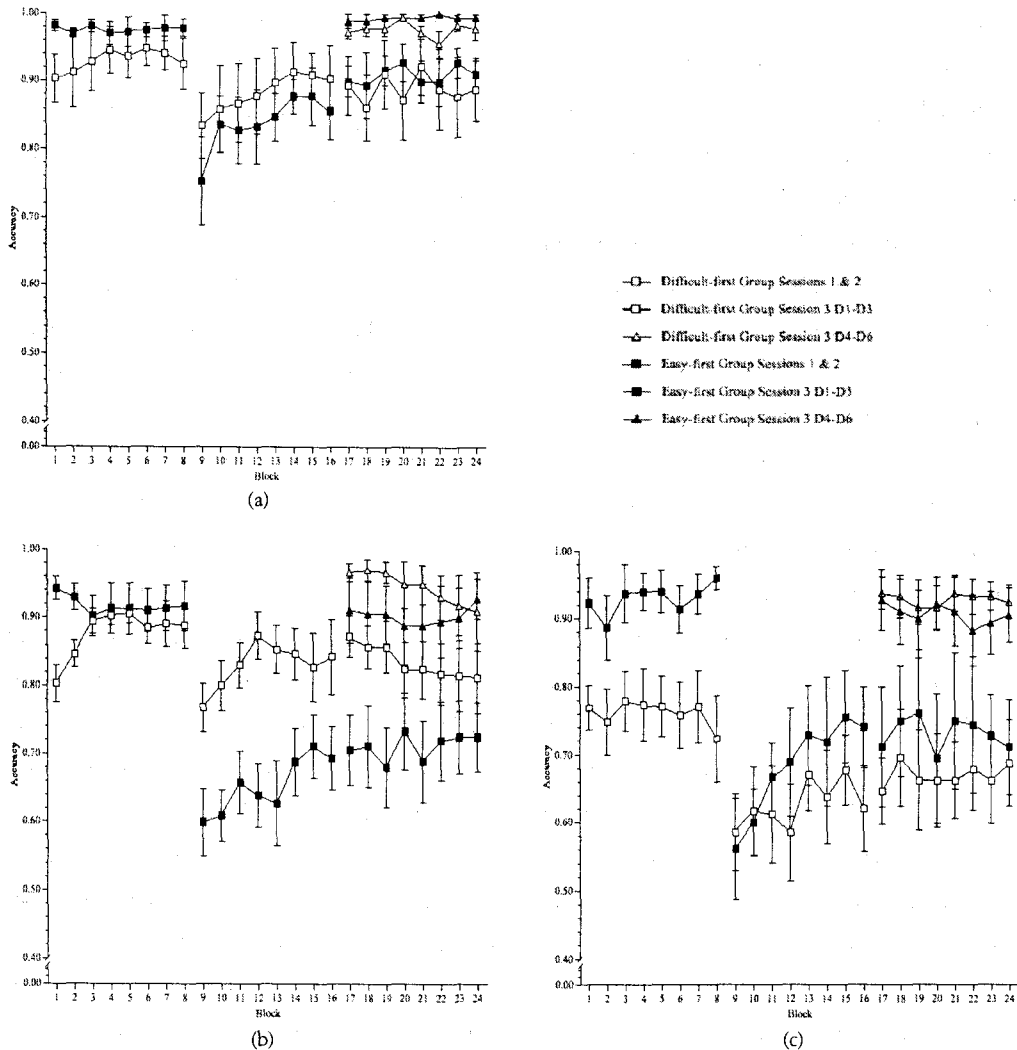 1.00
0.90
0.80
0.70
0.60
0.50
0.40
0.00
Accuracy
1 2 3 4 5 6 7 8 9 10 11 12 13 14 15 16 17 18 19 20 21 22 23 24
Block
(a)
Difficult-first Group Sessions 1 & 2
Difficult-first Group Session 3 D1-D3
Difficult-first Group Session 3 D4-D6
Easy-first Group Sessions 1 & 2
Easy-first Group Session 3 D1-D3
Easy-first Group Session 3 D4-D6
1.00
0.90
0.80
0.70
0.60
0.50
0.40
0.00
Accuracy
1 2 3 4 5 6 7 8 9 10 11 12 13 14 15 16 17 18 19 20 21 22 23 24
Block
(b)
1.00
0.90
0.80
0.70
0.60
0.50
0.40
0.00
Accuracy
1 2 3 4 5 6 7 8 9 10 11 12 13 14 15 16 17 18 19 20 21 22 23 24
Block
(c)